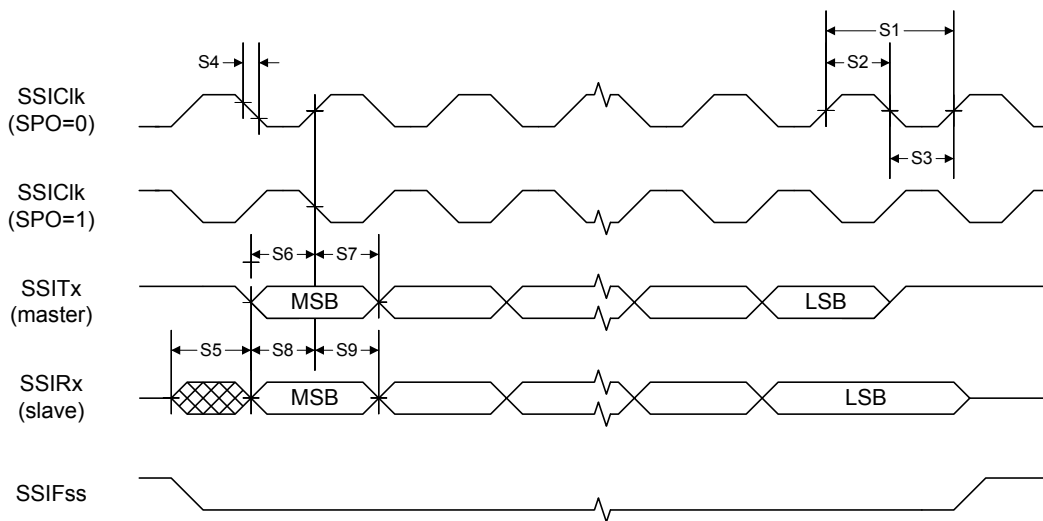 S1
S4
S2
SSIClk
(SPO=0)
S3
SSIClk
(SPO=1)
S6
S7
SSITx
(master)
MSB
LSB
S5
S8
S9
SSIRx
(slave)
MSB
LSB
SSIFss